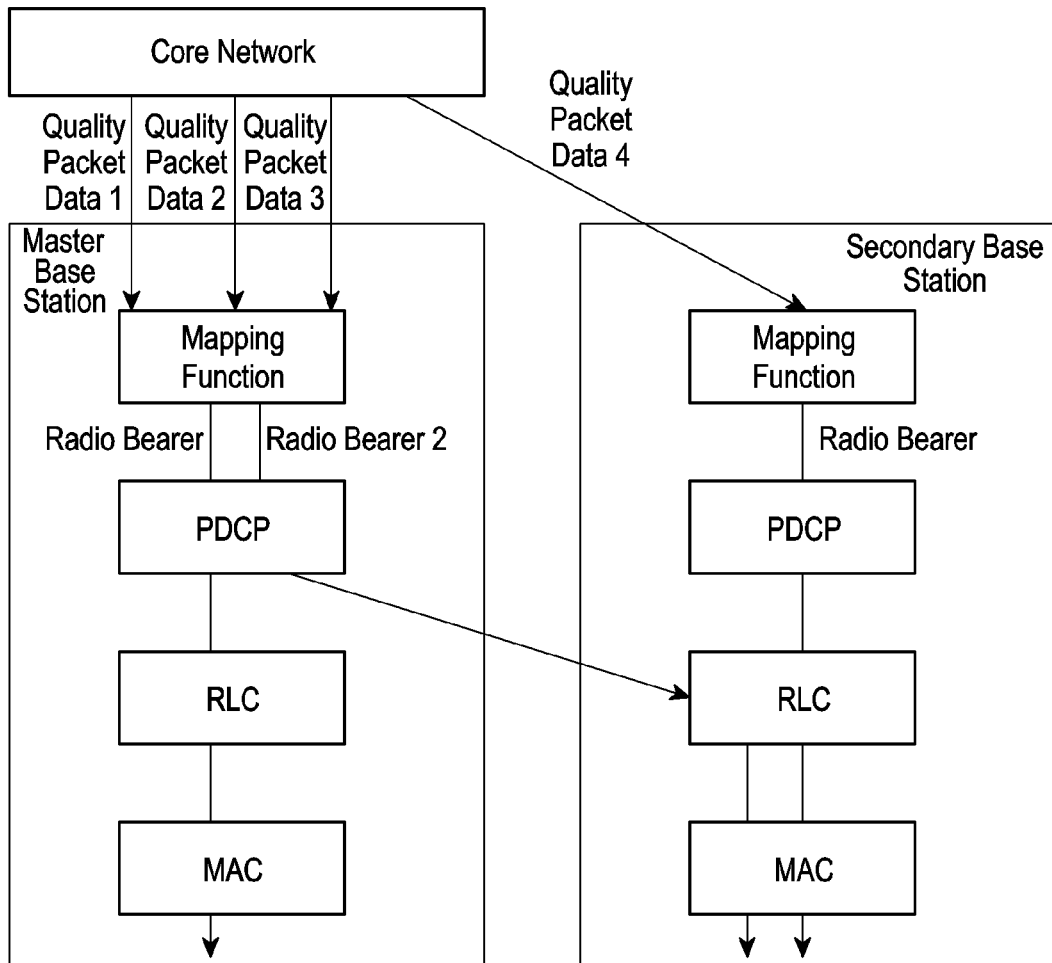 Core Network
Quality
Packet
Data 1
Quality
Packet
Data 2
Quality
Packet
Data 3
Quality
Packet
Data 4
Master
Base
Station
Secondary Base
Station
Mapping
Function
Mapping
Function
Radio Bearer
Radio Bearer 2
Radio Bearer
PDCP
PDCP
RLC
RLC
MAC
MAC